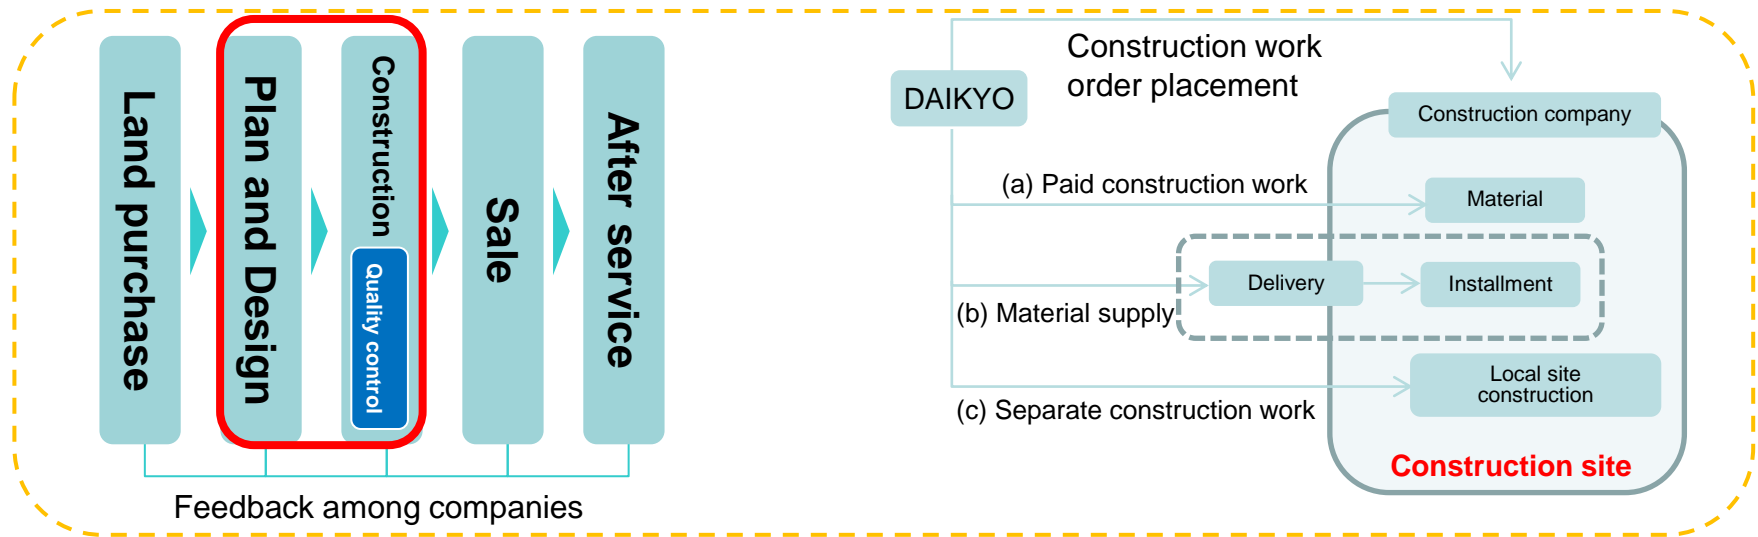 Land purchase
Plan and Design
Construction
Quality control
Sale
After service
Feedback among companies
Construction work
order placement
DAIKYO
Construction company
(a) Paid construction work
Material
Delivery
Installment
(b) Material supply
Local site
construction
(c) Separate construction work
Construction site